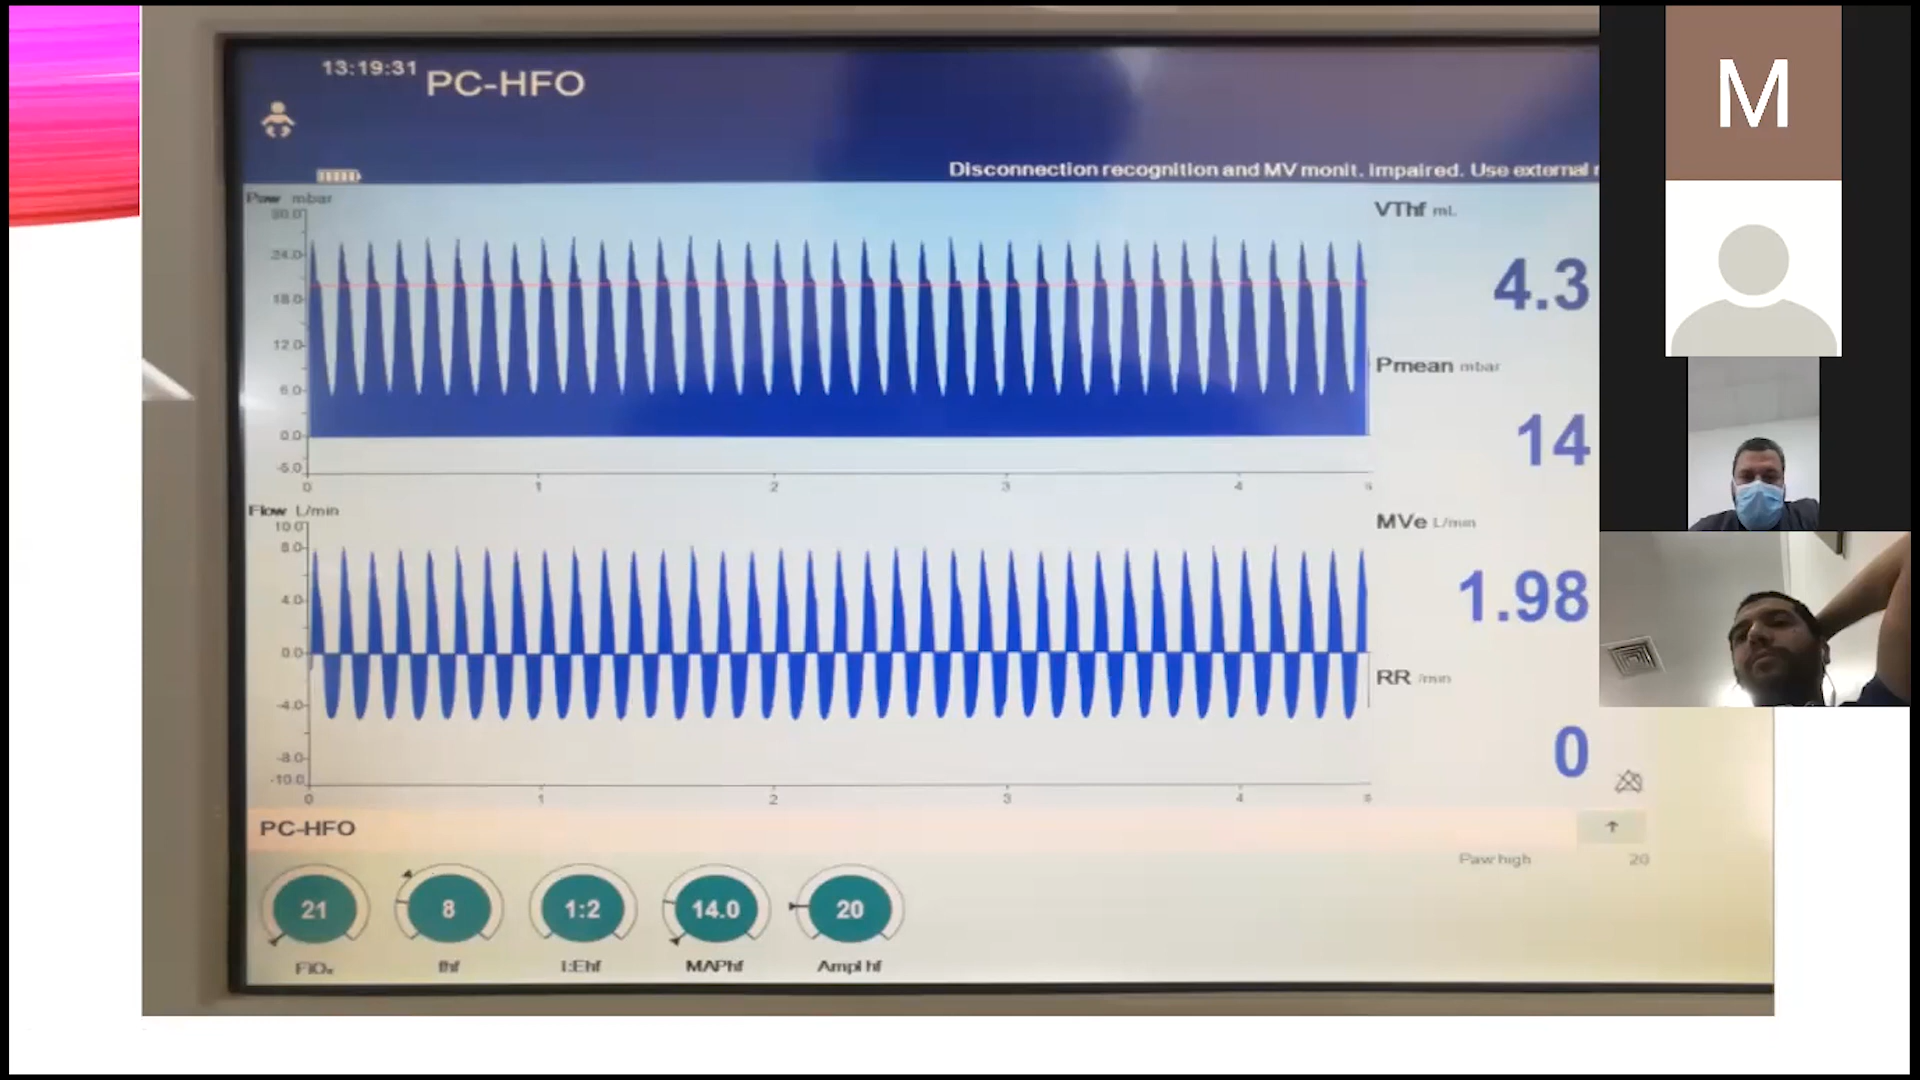 13:19:31
PC-HFO
Disconnection recognition and MV monit. impaired. Use external
Paw mbar
30.0
24.0
18.0
12.0
6.0
0.0
-5.0
0 1 2 3 4 5
VThf mL
4.3
Pmean mbar
14
Flow L/min
10.0
8.0
4.0
0.0
-4.0
-8.0
-10.0
0 1 2 3 4 5
MVe L/min
1.98
RR /min
0
PC-HFO
Paw high 20
21 8 1:2 14.0 20
FiO₂ fhf I:Ehf MAPhf Ampl hf
M